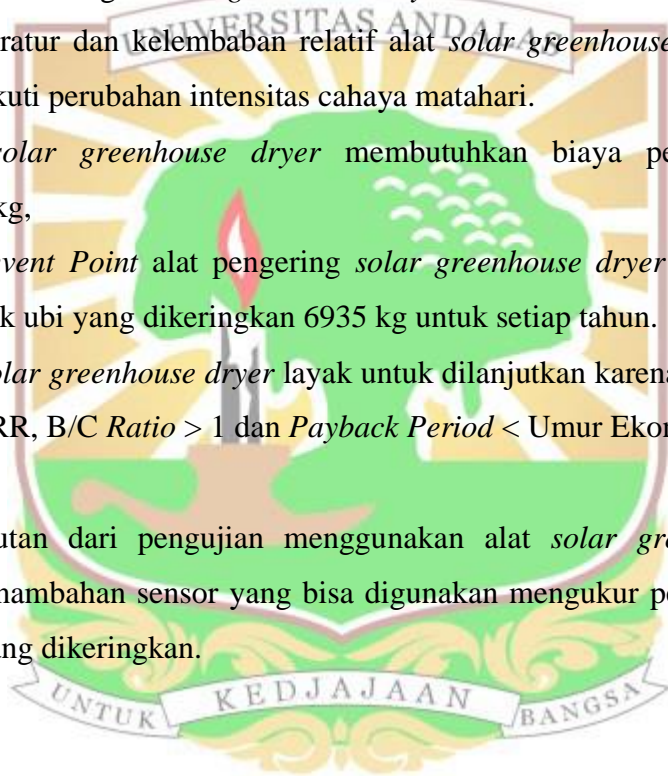 UNIVERSITAS ANDALAS
ratur dan kelembaban relatif alat solar greenhouse
kuti perubahan intensitas cahaya matahari.
solar greenhouse dryer membutuhkan biaya pe
kg,
event Point alat pengering solar greenhouse dryer
k ubi yang dikeringkan 6935 kg untuk setiap tahun.
olar greenhouse dryer layak untuk dilanjutkan karena
RR, B/C Ratio > 1 dan Payback Period < Umur Ekor
utan dari pengujian menggunakan alat solar gre
nambahan sensor yang bisa digunakan mengukur pe
ang dikeringkan.
UNTUK KEDJAJAAN BANGSA